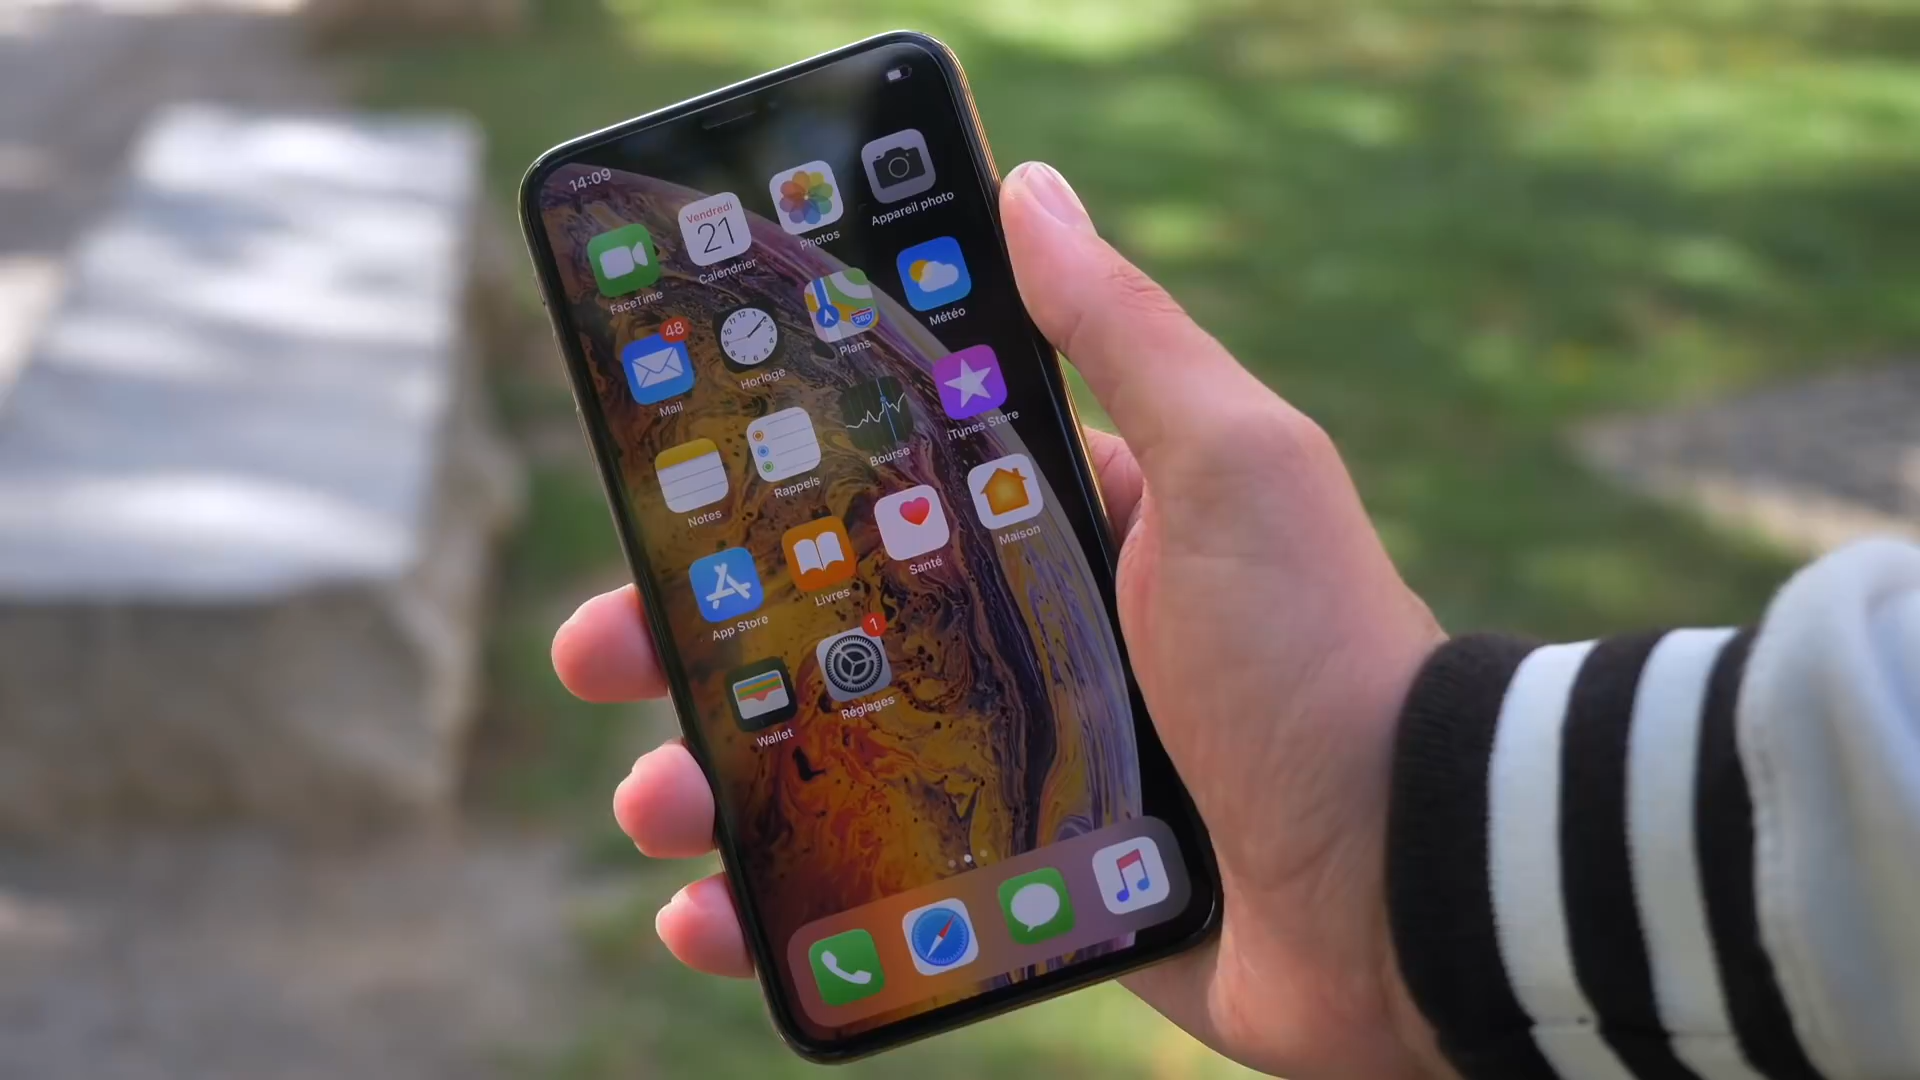 14:09
FaceTime
Vendredi
21
Calendrier
Photos
Appareil photo
48
Mail
Horloge
280
Plans
Météo
Notes
Rappels
Bourse
iTunes Store
App Store
Livres
Santé
Maison
Wallet
1
Réglages